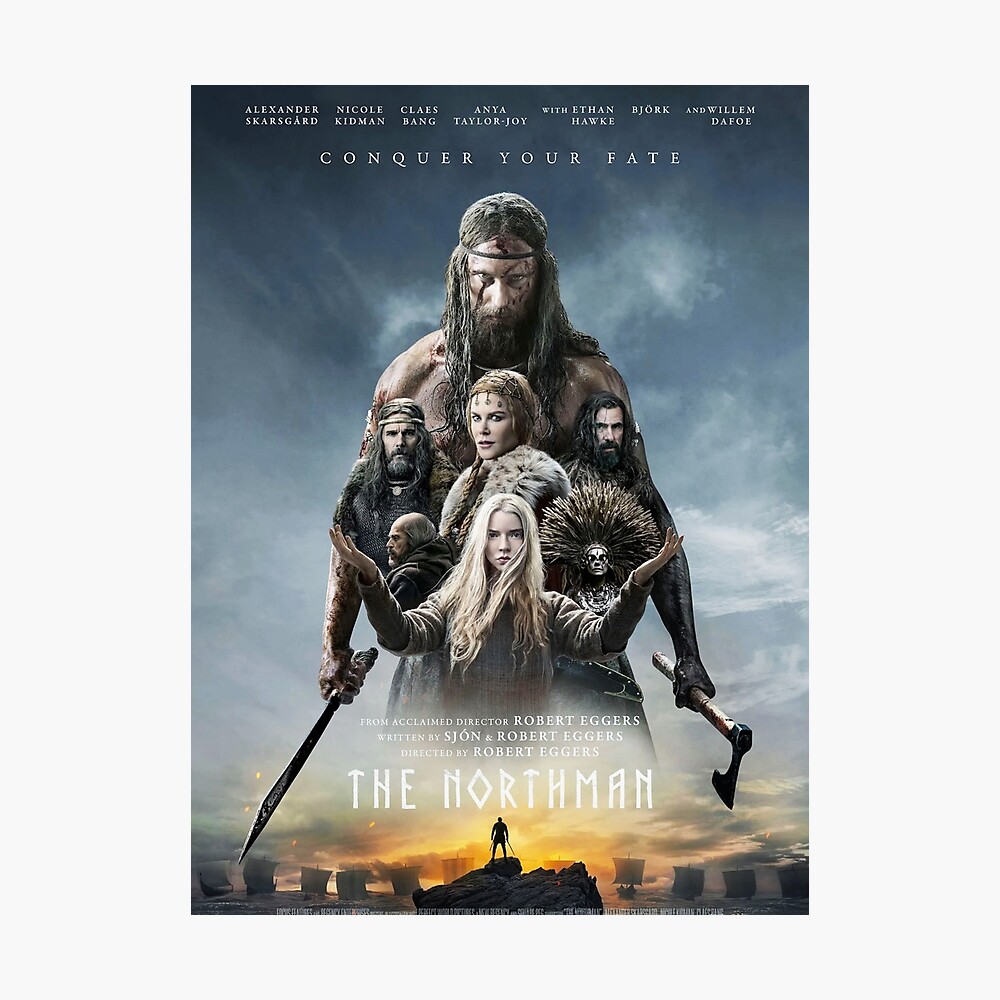 ALEXANDER NICOLE CLAES ANYA WITH ETHAN BJÖRK AND WILLEM
SKARSGÅRD KIDMAN BANG TAYLOR-JOY HAWKE DAFOE
CONQUER YOUR FATE
FROM ACCLAIMED DIRECTOR ROBERT EGGERS
WRITTEN BY SJÓN & ROBERT EGGERS
DIRECTED BY ROBERT EGGERS
THE NORTHMAN